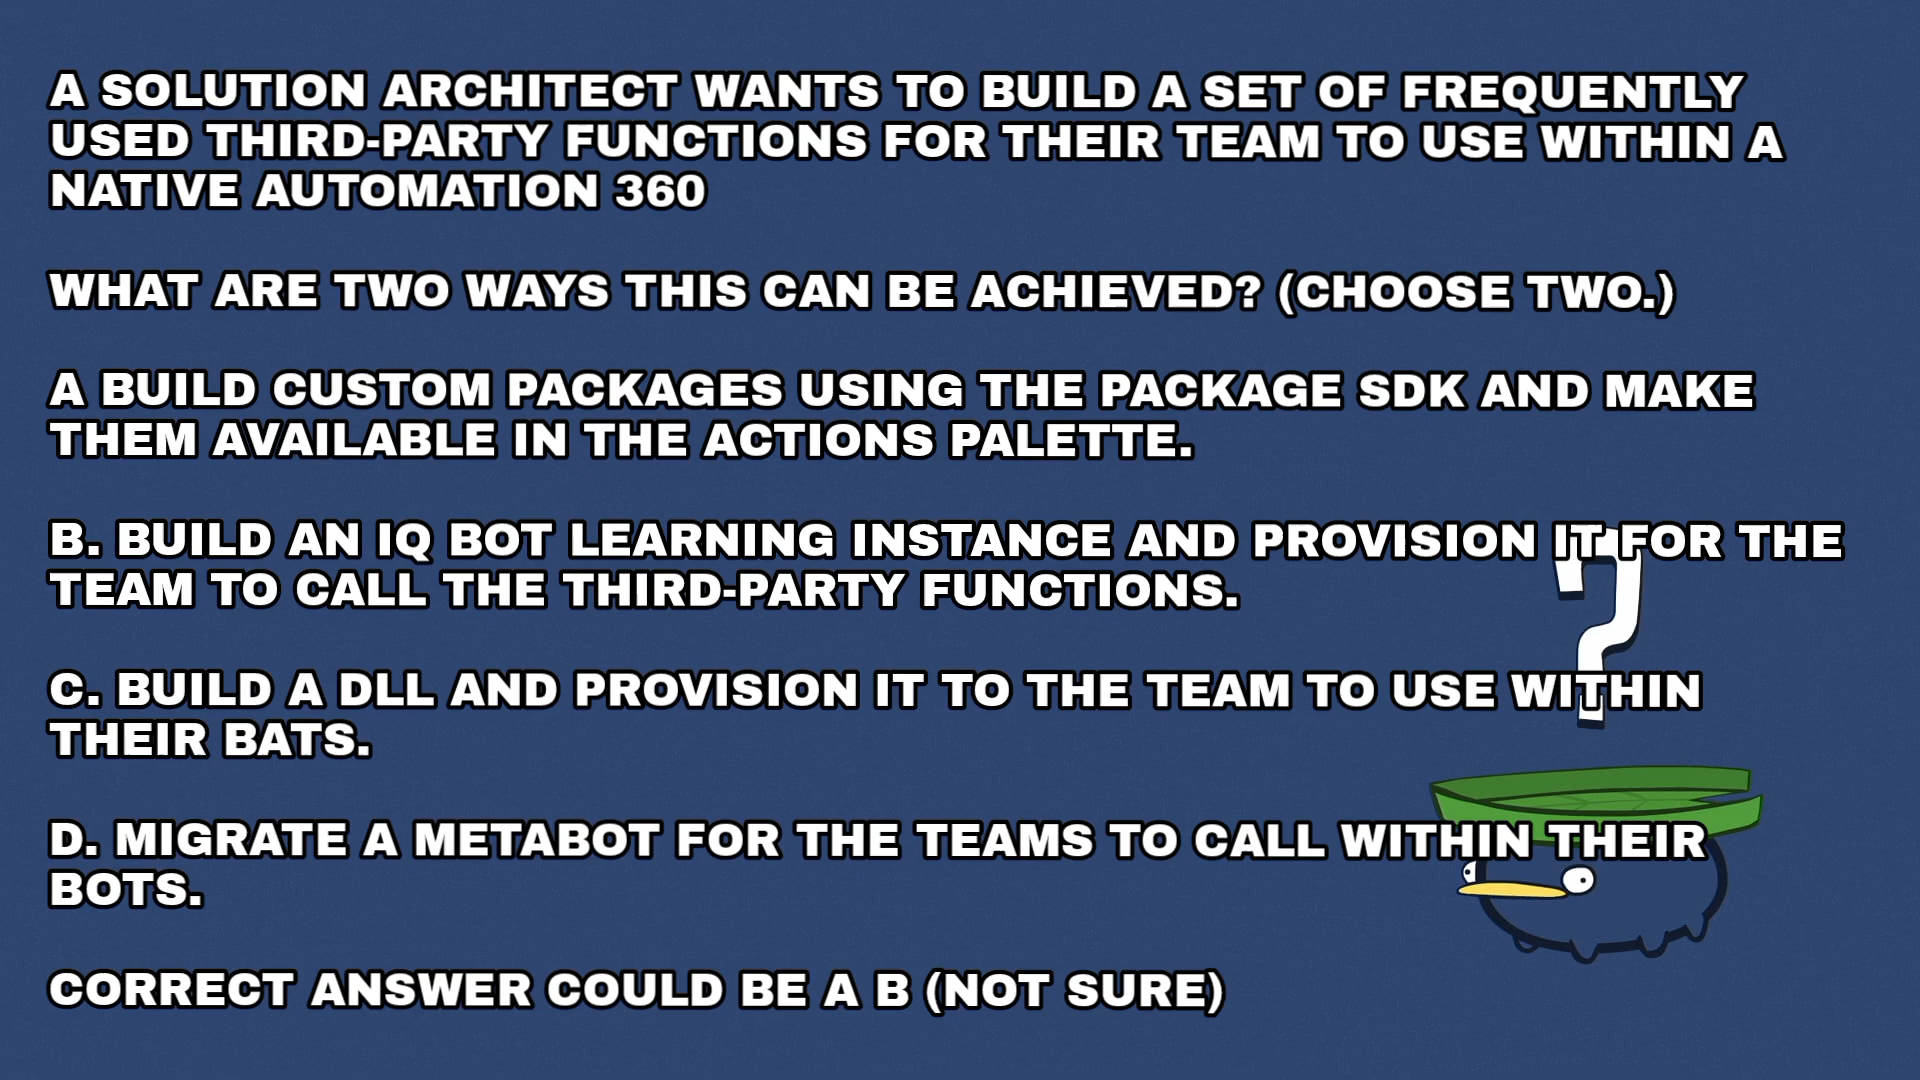 A SOLUTION ARCHITECT WANTS TO BUILD A SET OF FREQUENTLY
USED THIRD-PARTY FUNCTIONS FOR THEIR TEAM TO USE WITHIN A
NATIVE AUTOMATION 360
WHAT ARE TWO WAYS THIS CAN BE ACHIEVED? (CHOOSE TWO.)
A BUILD CUSTOM PACKAGES USING THE PACKAGE SDK AND MAKE
THEM AVAILABLE IN THE ACTIONS PALETTE.
B. BUILD AN IQ BOT LEARNING INSTANCE AND PROVISION IT FOR THE
TEAM TO CALL THE THIRD-PARTY FUNCTIONS.
C. BUILD A DLL AND PROVISION IT TO THE TEAM TO USE WITHIN
THEIR BATS.
D. MIGRATE A METABOT FOR THE TEAMS TO CALL WITHIN THEIR
BOTS.
CORRECT ANSWER COULD BE A B (NOT SURE)
?